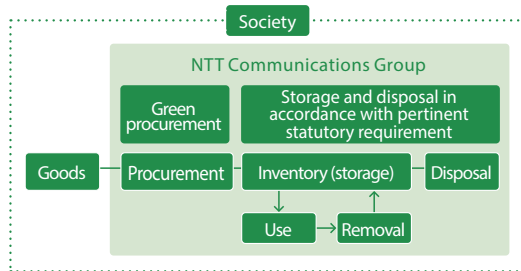 Society
NTT Communications Group
Green
procurement
Storage and disposal in
accordance with pertinent
statutory requirement
Goods
Procurement
Inventory (storage)
Disposal
Use
Removal